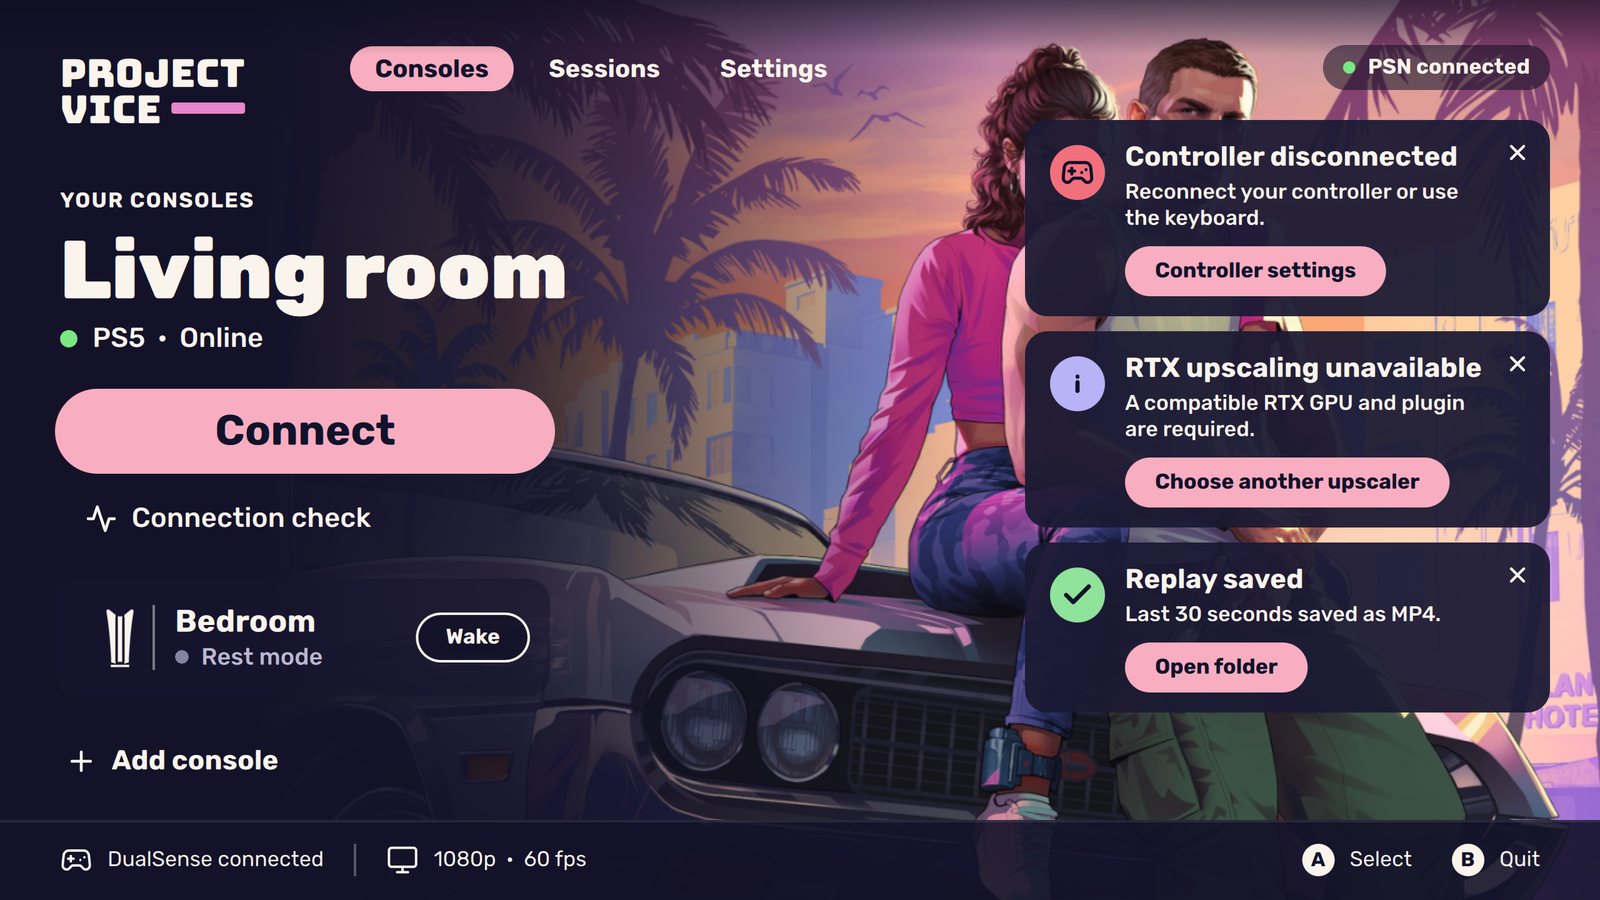 PROJECT
VICE
Consoles
Sessions
Settings
PSN connected
YOUR CONSOLES
Living room
PS5 • Online
Connect
Connection check
Bedroom
Rest mode
Wake
Add console
Controller disconnected
Reconnect your controller or use
the keyboard.
Controller settings
RTX upscaling unavailable
A compatible RTX GPU and plugin
are required.
Choose another upscaler
Replay saved
Last 30 seconds saved as MP4.
Open folder
HOTE
DualSense connected
1080p • 60 fps
A Select
B Quit